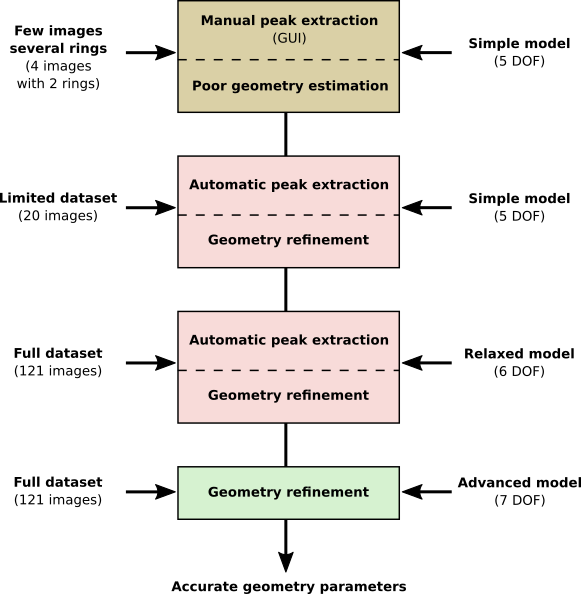 Few images
several rings
(4 images
with 2 rings)
Manual peak extraction
(GUI)
Poor geometry estimation
Simple model
(5 DOF)
Limited dataset
(20 images)
Automatic peak extraction
Geometry refinement
Simple model
(5 DOF)
Full dataset
(121 images)
Automatic peak extraction
Geometry refinement
Relaxed model
(6 DOF)
Full dataset
(121 images)
Geometry refinement
Advanced model
(7 DOF)
Accurate geometry parameters